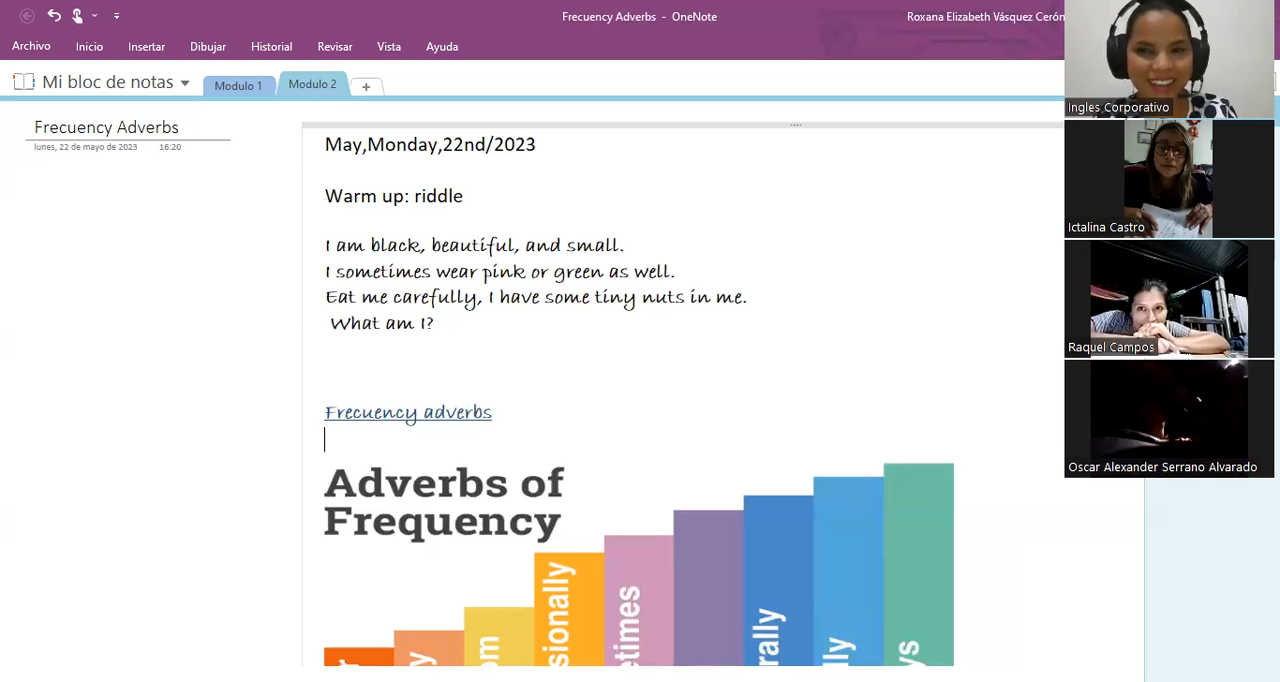 Frecuency Adverbs - OneNote
Roxana Elizabeth Vásquez Cerón
Archivo Inicio Insertar Dibujar Historial Revisar Vista Ayuda
Mi bloc de notas Modulo 1 Modulo 2 +
Frecuency Adverbs
lunes, 22 de mayo de 2023 16:20
May,Monday,22nd/2023
Warm up: riddle
I am black, beautiful, and small.
I sometimes wear pink or green as well.
Eat me carefully, I have some tiny nuts in me.
What am I?
Frecuency adverbs
Adverbs of
Frequency
Ingles Corporativo
Ictalina Castro
Raquel Campos
Oscar Alexander Serrano Alvarado